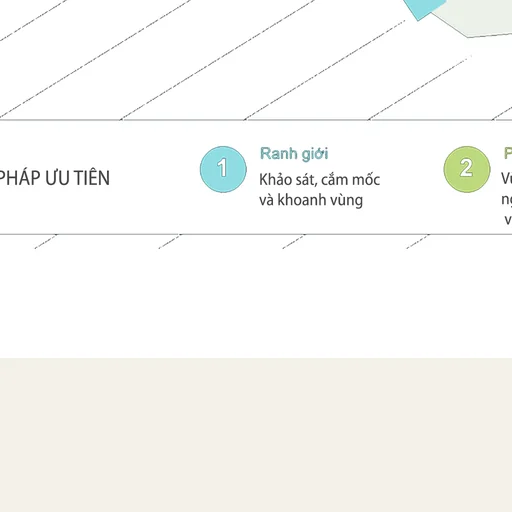 PHÁP ƯU TIÊN
1
Ranh giới
Khảo sát, cắm mốc
và khoanh vùng
2